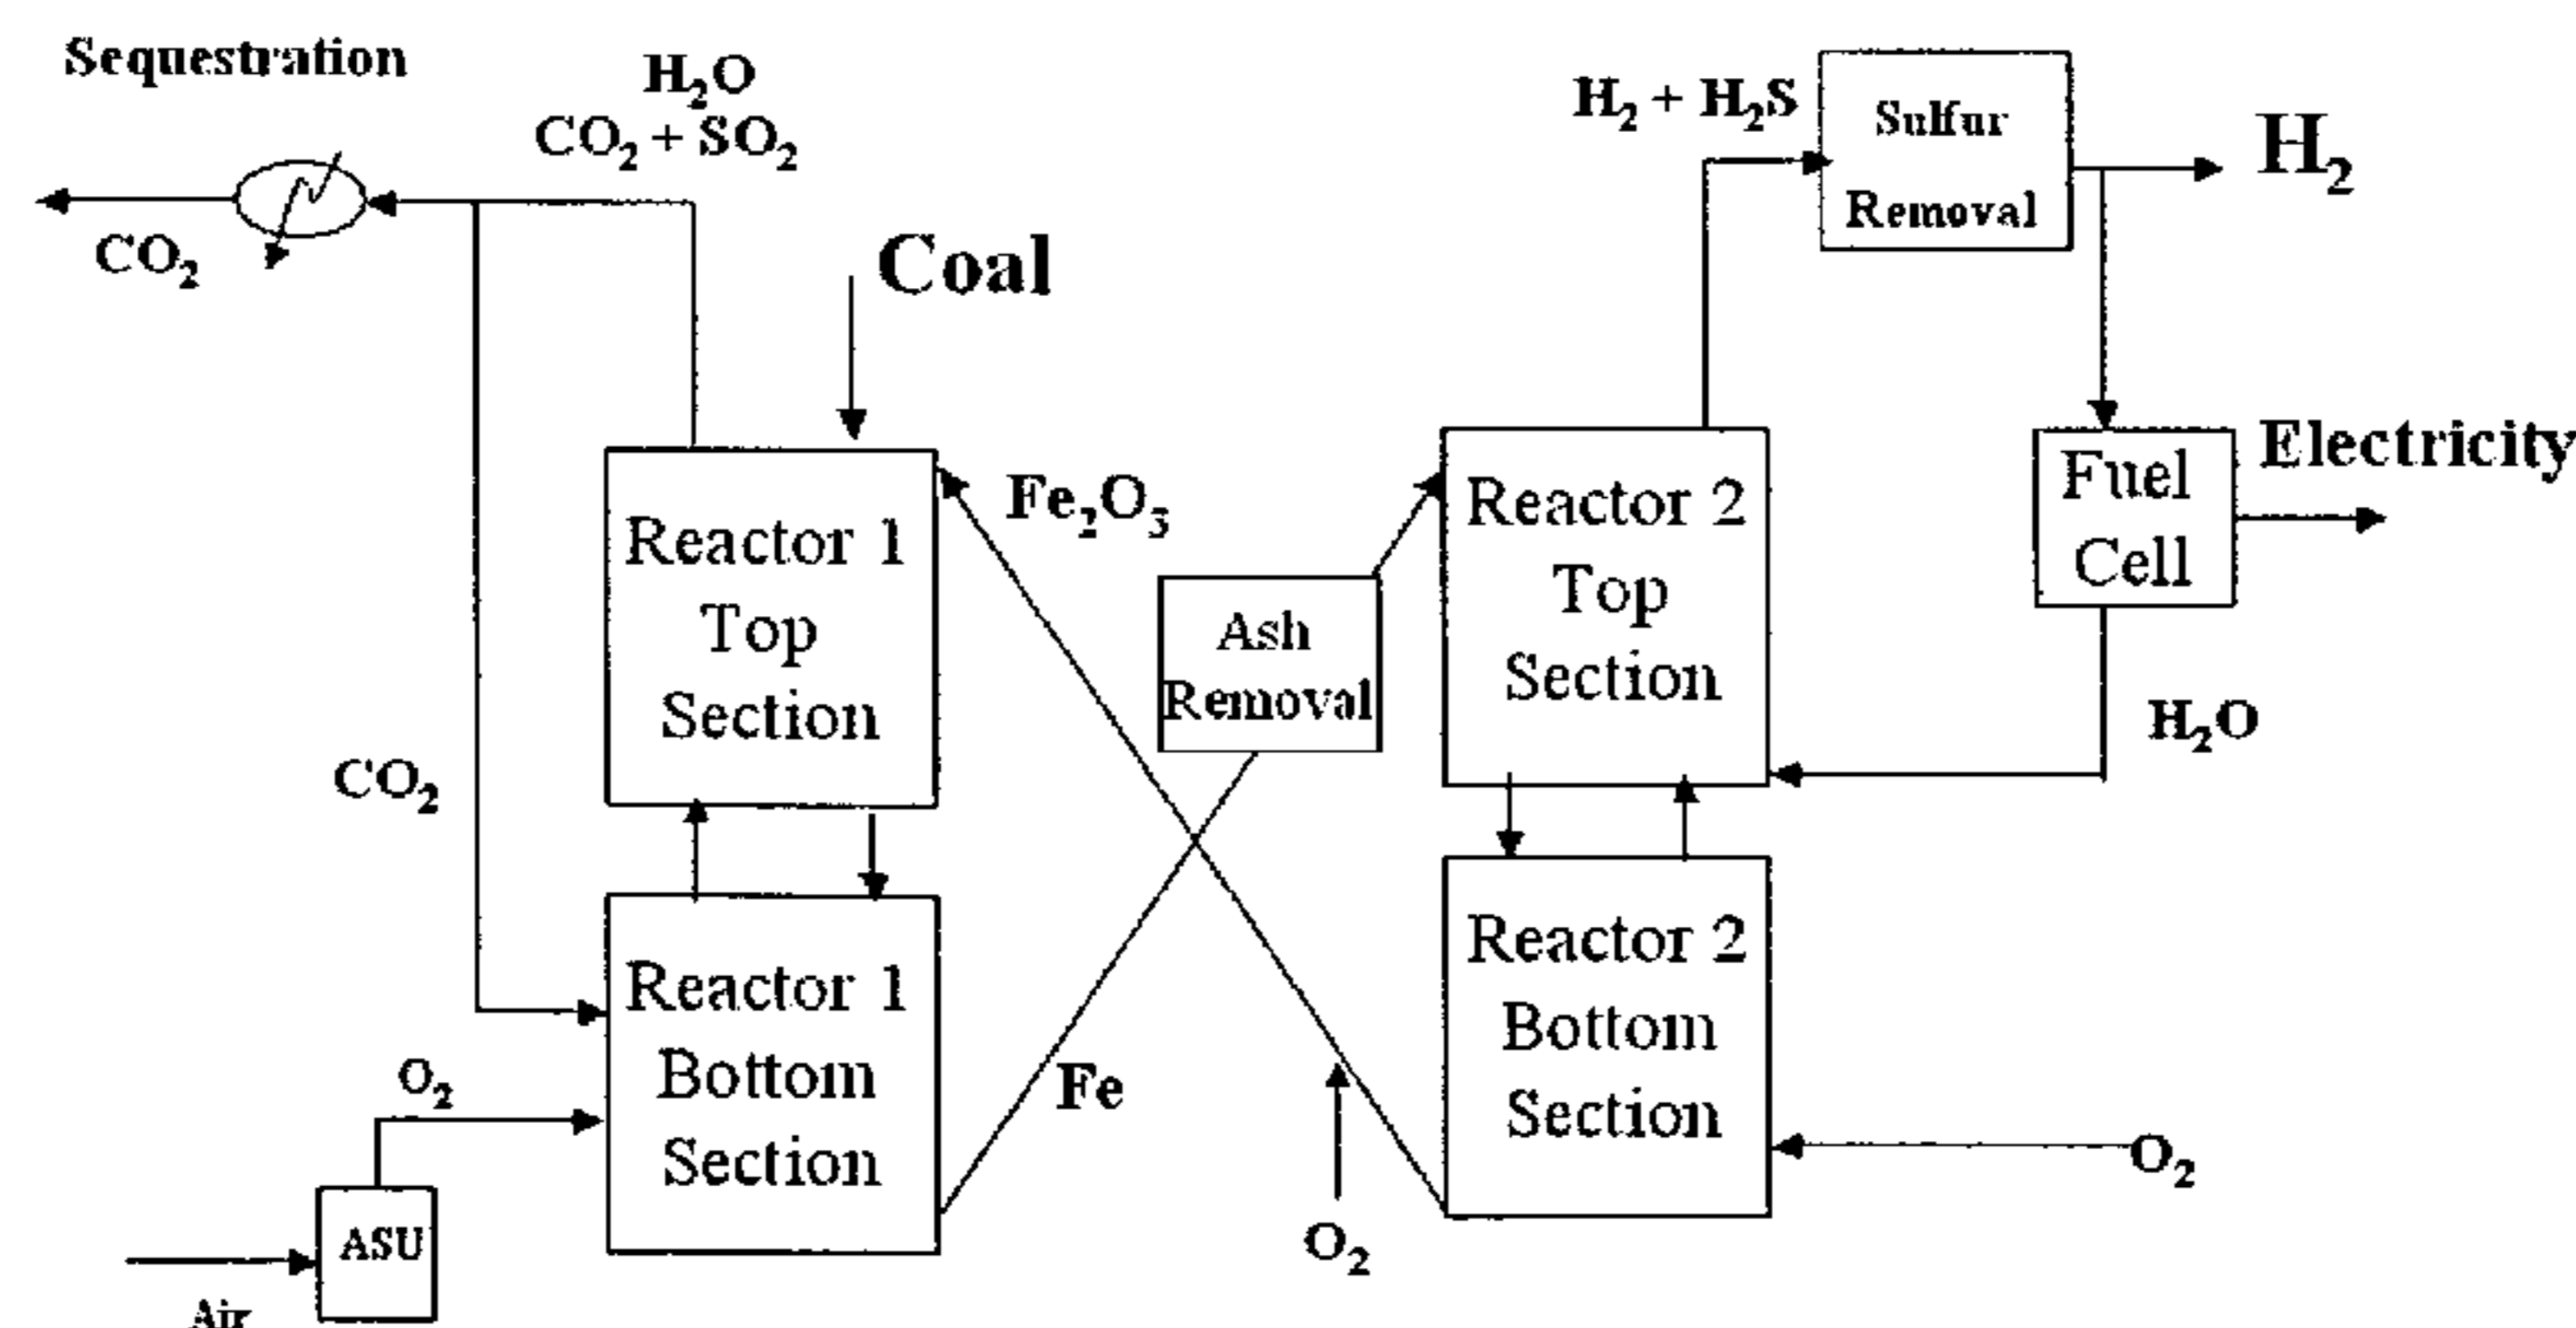 Sequestration
H₂O
CO₂ + SO₂
CO₂
Coal
H₂ + H₂S
Sulfur
Removal
H₂
Reactor 1
Top
Section
Fe₂O₃
Ash
Removal
Reactor 2
Top
Section
Fuel
Cell
Electricity
H₂O
CO₂
Reactor 1
Bottom
Section
O₂
ASU
Air
Fe
O₂
Reactor 2
Bottom
Section
O₂